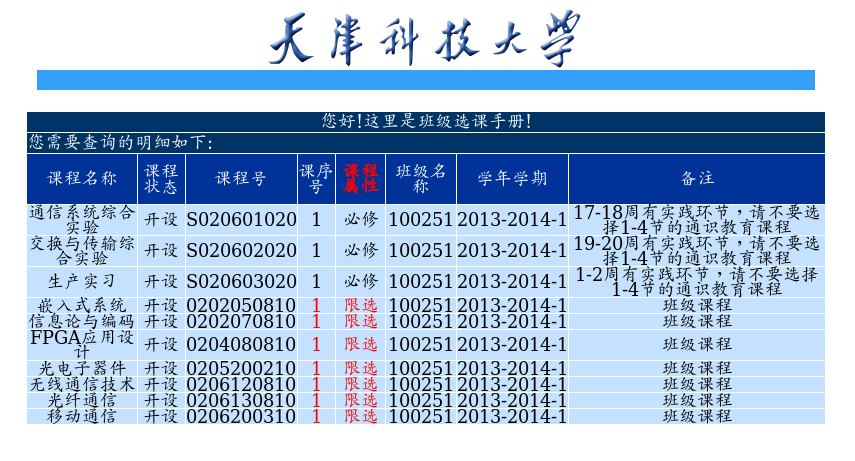 天津科技大学
您好!这里是班级选课手册!
您需要查询的明细如下:
课程名称 课程状态 课程号 课序号 课程属性 班级名称 学年学期 备注
通信系统综合实验 开设 S020601020 1 必修 100251 2013-2014-1 17-18周有实践环节，请不要选择1-4节的通识教育课程
交换与传输综合实验 开设 S020602020 1 必修 100251 2013-2014-1 19-20周有实践环节，请不要选择1-4节的通识教育课程
生产实习 开设 S020603020 1 必修 100251 2013-2014-1 1-2周有实践环节，请不要选择1-4节的通识教育课程
嵌入式系统 开设 0202050810 1 限选 100251 2013-2014-1 班级课程
信息论与编码 开设 0202070810 1 限选 100251 2013-2014-1 班级课程
FPGA应用设计 开设 0204080810 1 限选 100251 2013-2014-1 班级课程
光电子器件 开设 0205200210 1 限选 100251 2013-2014-1 班级课程
无线通信技术 开设 0206120810 1 限选 100251 2013-2014-1 班级课程
光纤通信 开设 0206130810 1 限选 100251 2013-2014-1 班级课程
移动通信 开设 0206200310 1 限选 100251 2013-2014-1 班级课程